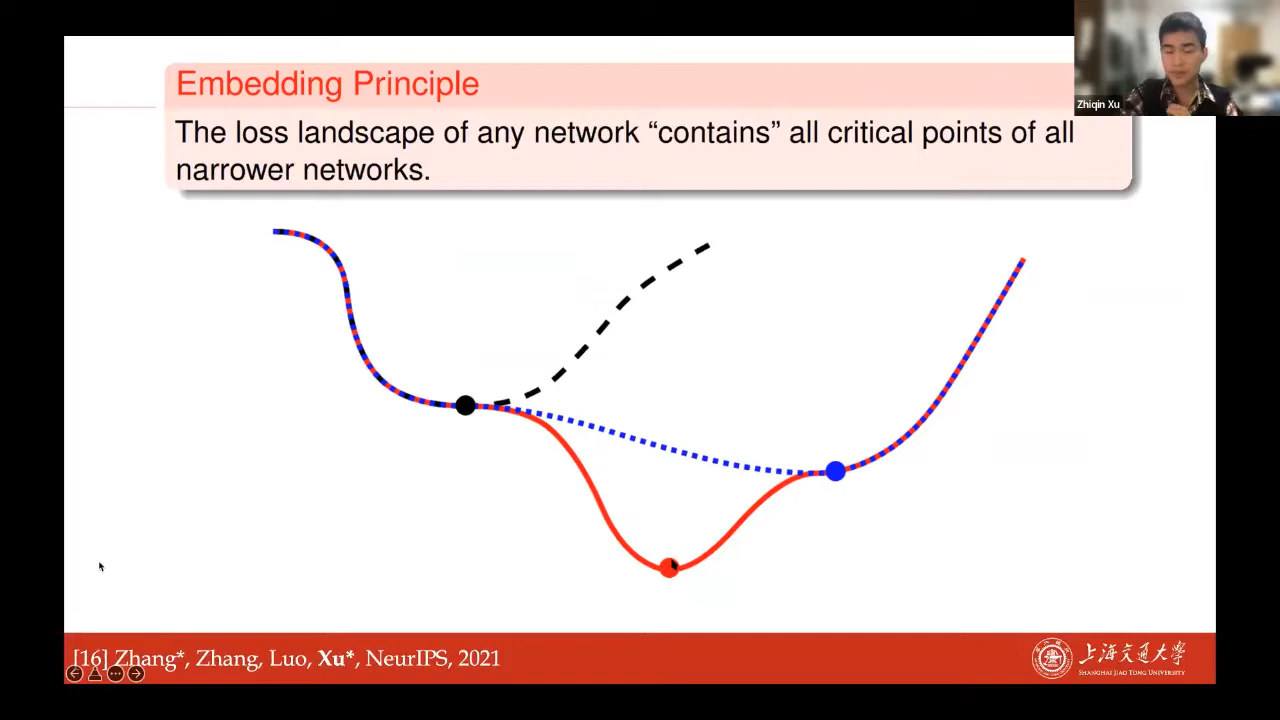 Embedding Principle
The loss landscape of any network “contains” all critical points of all
narrower networks.
Zhiqin Xu
[16] Zhang*, Zhang, Luo, Xu*, NeurIPS, 2021
上海交通大学
SHANGHAI JIAO TONG UNIVERSITY